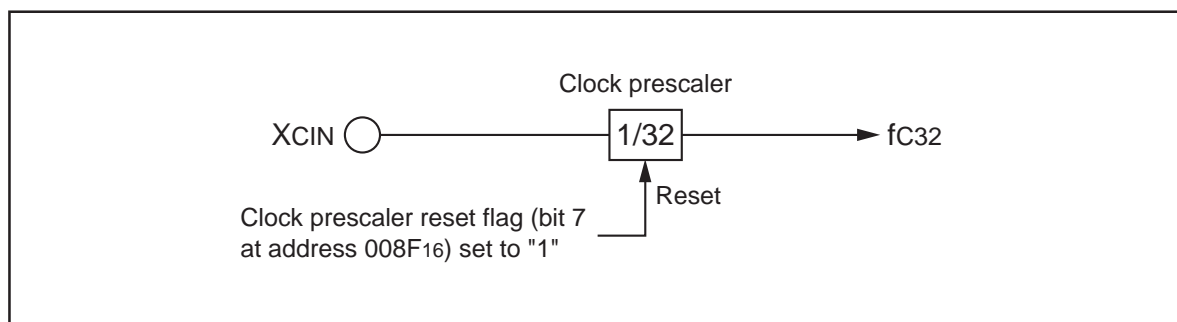 Clock prescaler
XCIN
1/32
fC32
Reset
Clock prescaler reset flag (bit 7
at address 008F16) set to "1"